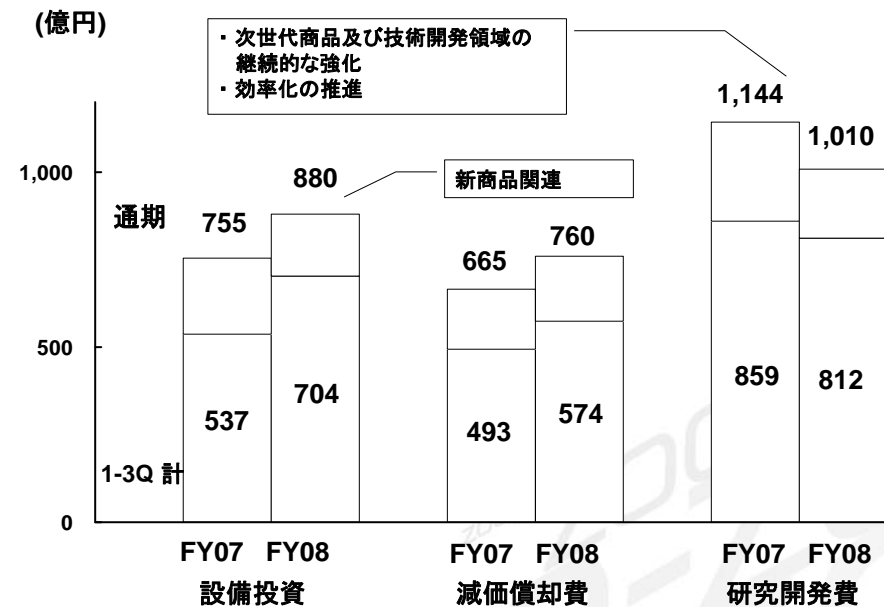 (億円)
・ 次世代商品及び技術開発領域の
継続的な強化
・ 効率化の推進
1,144
1,010
1,000
880
新商品関連
通期
755
665
760
500
537
704
493
574
859
812
1-3Q 計
0
FY07 FY08
FY07 FY08
FY07 FY08
設備投資
減価償却費
研究開発費